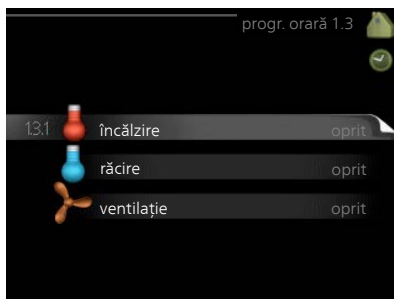 progr. orară 1.3
1.3.1 încălzire oprit
răcire oprit
ventilație oprit